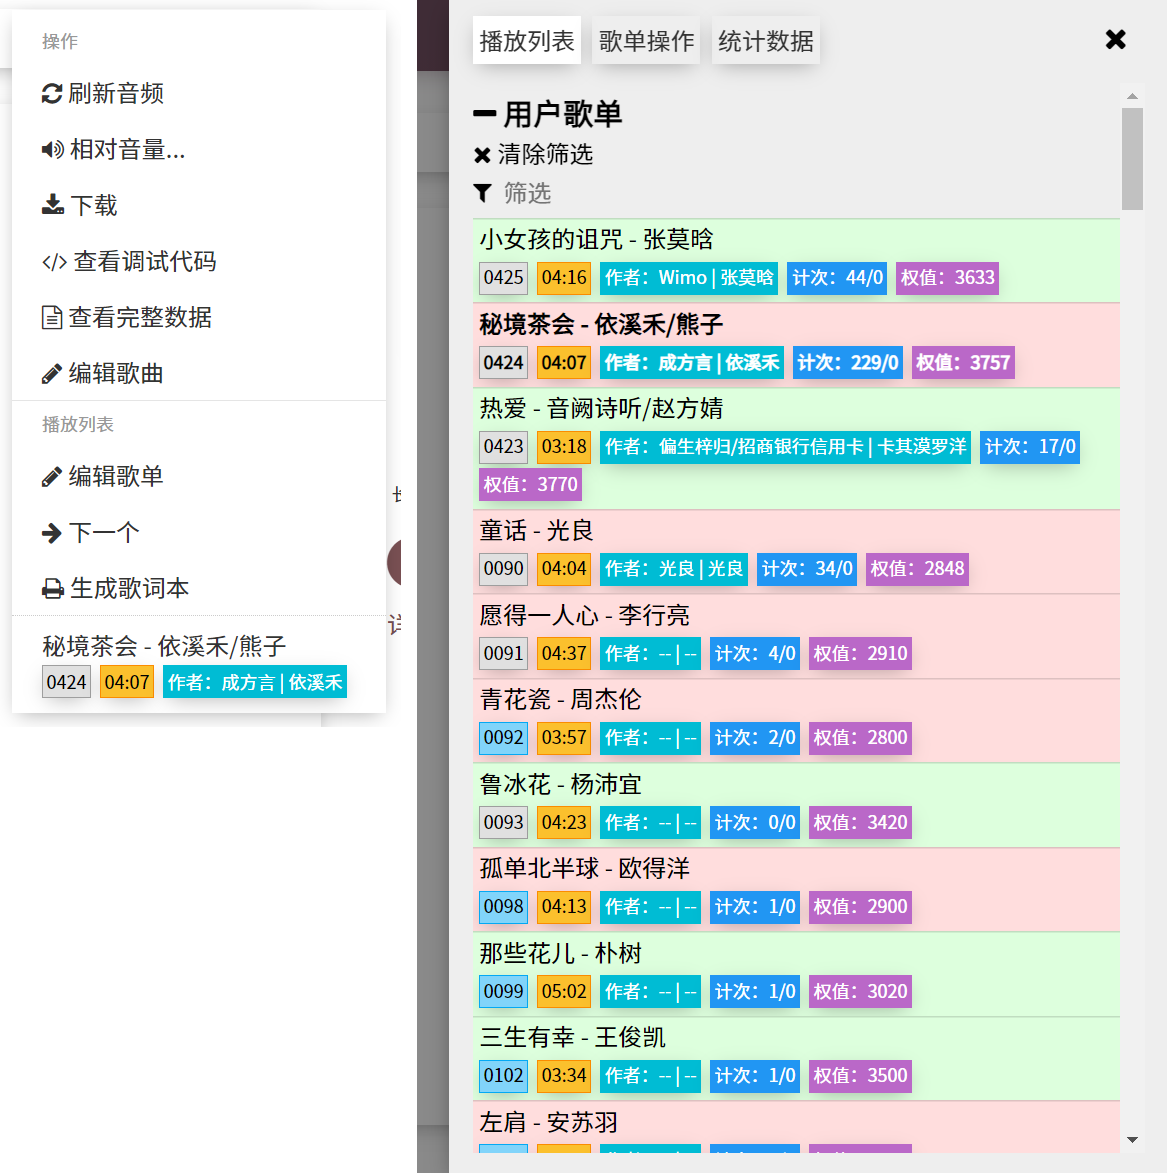 操作
刷新音频
相对音量...
下载
查看调试代码
查看完整数据
编辑歌曲
播放列表
编辑歌单
下一个
生成歌词本
秘境茶会 - 依溪禾/熊子
0424 04:07 作者：成方言 | 依溪禾
播放列表 歌单操作 统计数据
用户歌单
清除筛选
筛选
小女孩的诅咒 - 张莫晗
0425 04:16 作者：Wimo | 张莫晗 计次：44/0 权值：3633
秘境茶会 - 依溪禾/熊子
0424 04:07 作者：成方言 | 依溪禾 计次：229/0 权值：3757
热爱 - 音阙诗听/赵方婧
0423 03:18 作者：偏生梓归/招商银行信用卡 | 卡其漠罗洋 计次：17/0
权值：3770
童话 - 光良
0090 04:04 作者：光良 | 光良 计次：34/0 权值：2848
愿得一人心 - 李行亮
0091 04:37 作者：-- | -- 计次：4/0 权值：2910
青花瓷 - 周杰伦
0092 03:57 作者：-- | -- 计次：2/0 权值：2800
鲁冰花 - 杨沛宜
0093 04:23 作者：-- | -- 计次：0/0 权值：3420
孤单北半球 - 欧得洋
0098 04:13 作者：-- | -- 计次：1/0 权值：2900
那些花儿 - 朴树
0099 05:02 作者：-- | -- 计次：1/0 权值：3020
三生有幸 - 王俊凯
0102 03:34 作者：-- | -- 计次：1/0 权值：3500
左肩 - 安苏羽